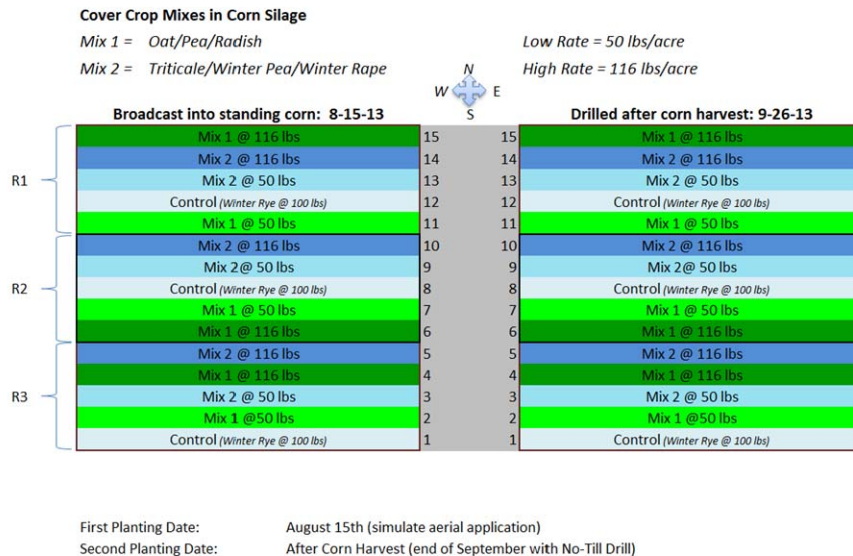 Cover Crop Mixes in Corn Silage
Mix 1 = Oat/Pea/Radish Low Rate = 50 lbs/acre
Mix 2 = Triticale/Winter Pea/Winter Rape High Rate = 116 lbs/acre
N
W E
S
Broadcast into standing corn: 8-15-13 Drilled after corn harvest: 9-26-13
R1
Mix 1 @ 116 lbs 15 15 Mix 1 @ 116 lbs
Mix 2 @ 116 lbs 14 14 Mix 2 @ 116 lbs
Mix 2 @ 50 lbs 13 13 Mix 2 @ 50 lbs
Control (Winter Rye @ 100 lbs) 12 12 Control (Winter Rye @ 100 lbs)
Mix 1 @ 50 lbs 11 11 Mix 1 @ 50 lbs
R2
Mix 2 @ 116 lbs 10 10 Mix 2 @ 116 lbs
Mix 2@ 50 lbs 9 9 Mix 2@ 50 lbs
Control (Winter Rye @ 100 lbs) 8 8 Control (Winter Rye @ 100 lbs)
Mix 1 @ 50 lbs 7 7 Mix 1 @ 50 lbs
Mix 1 @ 116 lbs 6 6 Mix 1 @ 116 lbs
R3
Mix 2 @ 116 lbs 5 5 Mix 2 @ 116 lbs
Mix 1 @ 116 lbs 4 4 Mix 1 @ 116 lbs
Mix 2 @ 50 lbs 3 3 Mix 2 @ 50 lbs
Mix 1 @50 lbs 2 2 Mix 1 @50 lbs
Control (Winter Rye @ 100 lbs) 1 1 Control (Winter Rye @ 100 lbs)
First Planting Date: August 15th (simulate aerial application)
Second Planting Date: After Corn Harvest (end of September with No-Till Drill)